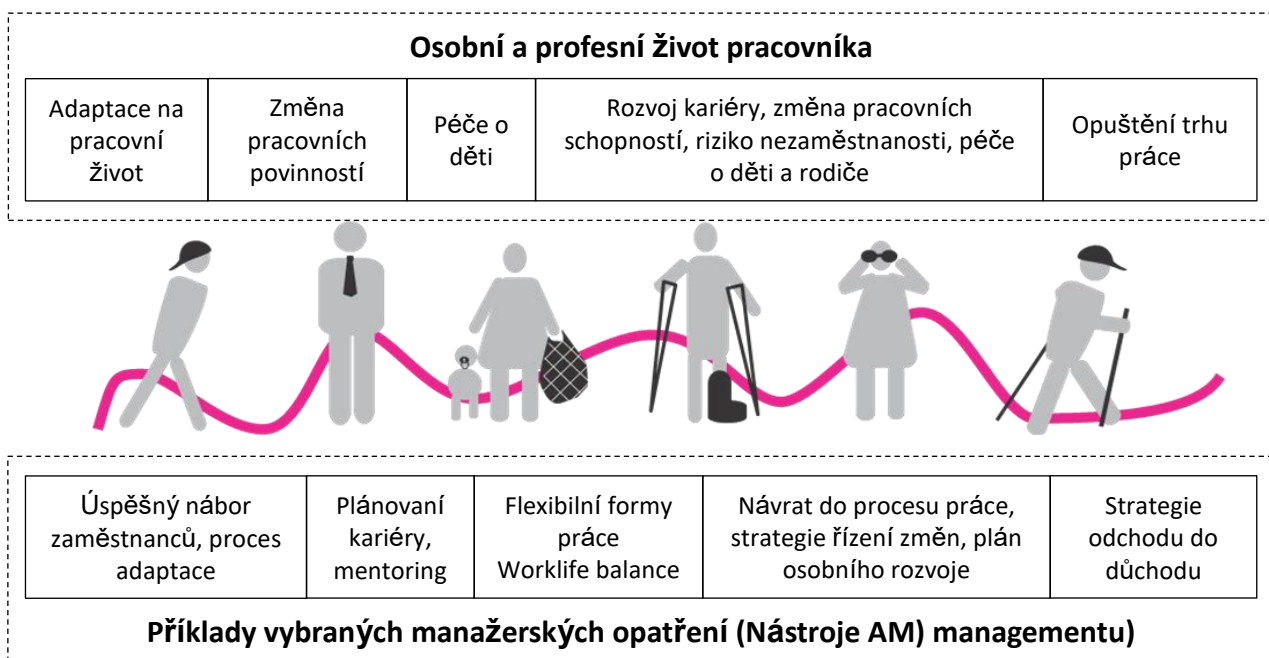 Osobní a profesní život pracovníka
Adaptace na
pracovní
život
Změna
pracovních
povinností
Péče o
děti
Rozvoj kariéry, změna pracovních
schopností, riziko nezaměstnanosti, péče
o děti a rodiče
Opuštění trhu
práce
Úspěšný nábor
zaměstnanců, proces
adaptace
Plánovaní
kariéry,
mentoring
Flexibilní formy
práce
Worklife balance
Návrat do procesu práce,
strategie řízení změn, plán
osobního rozvoje
Strategie
odchodu do
důchodu
Příklady vybraných manažerských opatření (Nástroje AM) managementu)